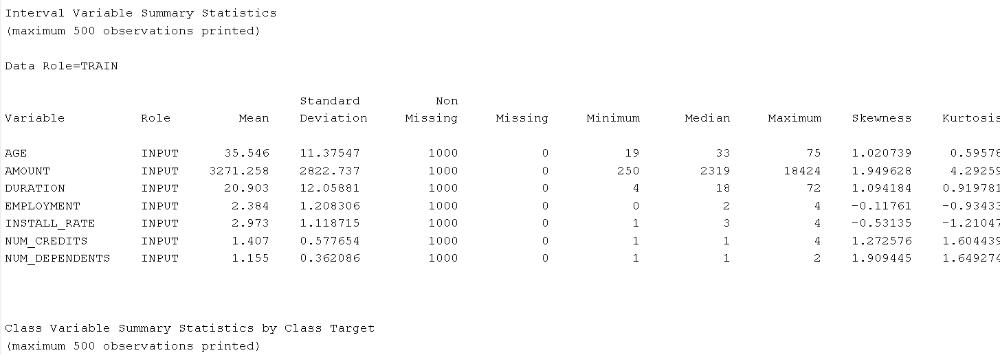 Interval Variable Summary Statistics
(maximum 500 observations printed)
Data Role=TRAIN
Standard Non
Variable Role Mean Deviation Missing Missing Minimum Median Maximum Skewness Kurtosis
AGE INPUT 35.546 11.37547 1000 0 19 33 75 1.020739 0.59578
AMOUNT INPUT 3271.258 2822.737 1000 0 250 2319 18424 1.949628 4.29259
DURATION INPUT 20.903 12.05881 1000 0 4 18 72 1.094184 0.919781
EMPLOYMENT INPUT 2.384 1.208306 1000 0 0 2 4 -0.11761 -0.93433
INSTALL_RATE INPUT 2.973 1.118715 1000 0 1 3 4 -0.53135 -1.21047
NUM_CREDITS INPUT 1.407 0.577654 1000 0 1 1 4 1.272576 1.604439
NUM_DEPENDENTS INPUT 1.155 0.362086 1000 0 1 1 2 1.909445 1.649274
Class Variable Summary Statistics by Class Target
(maximum 500 observations printed)